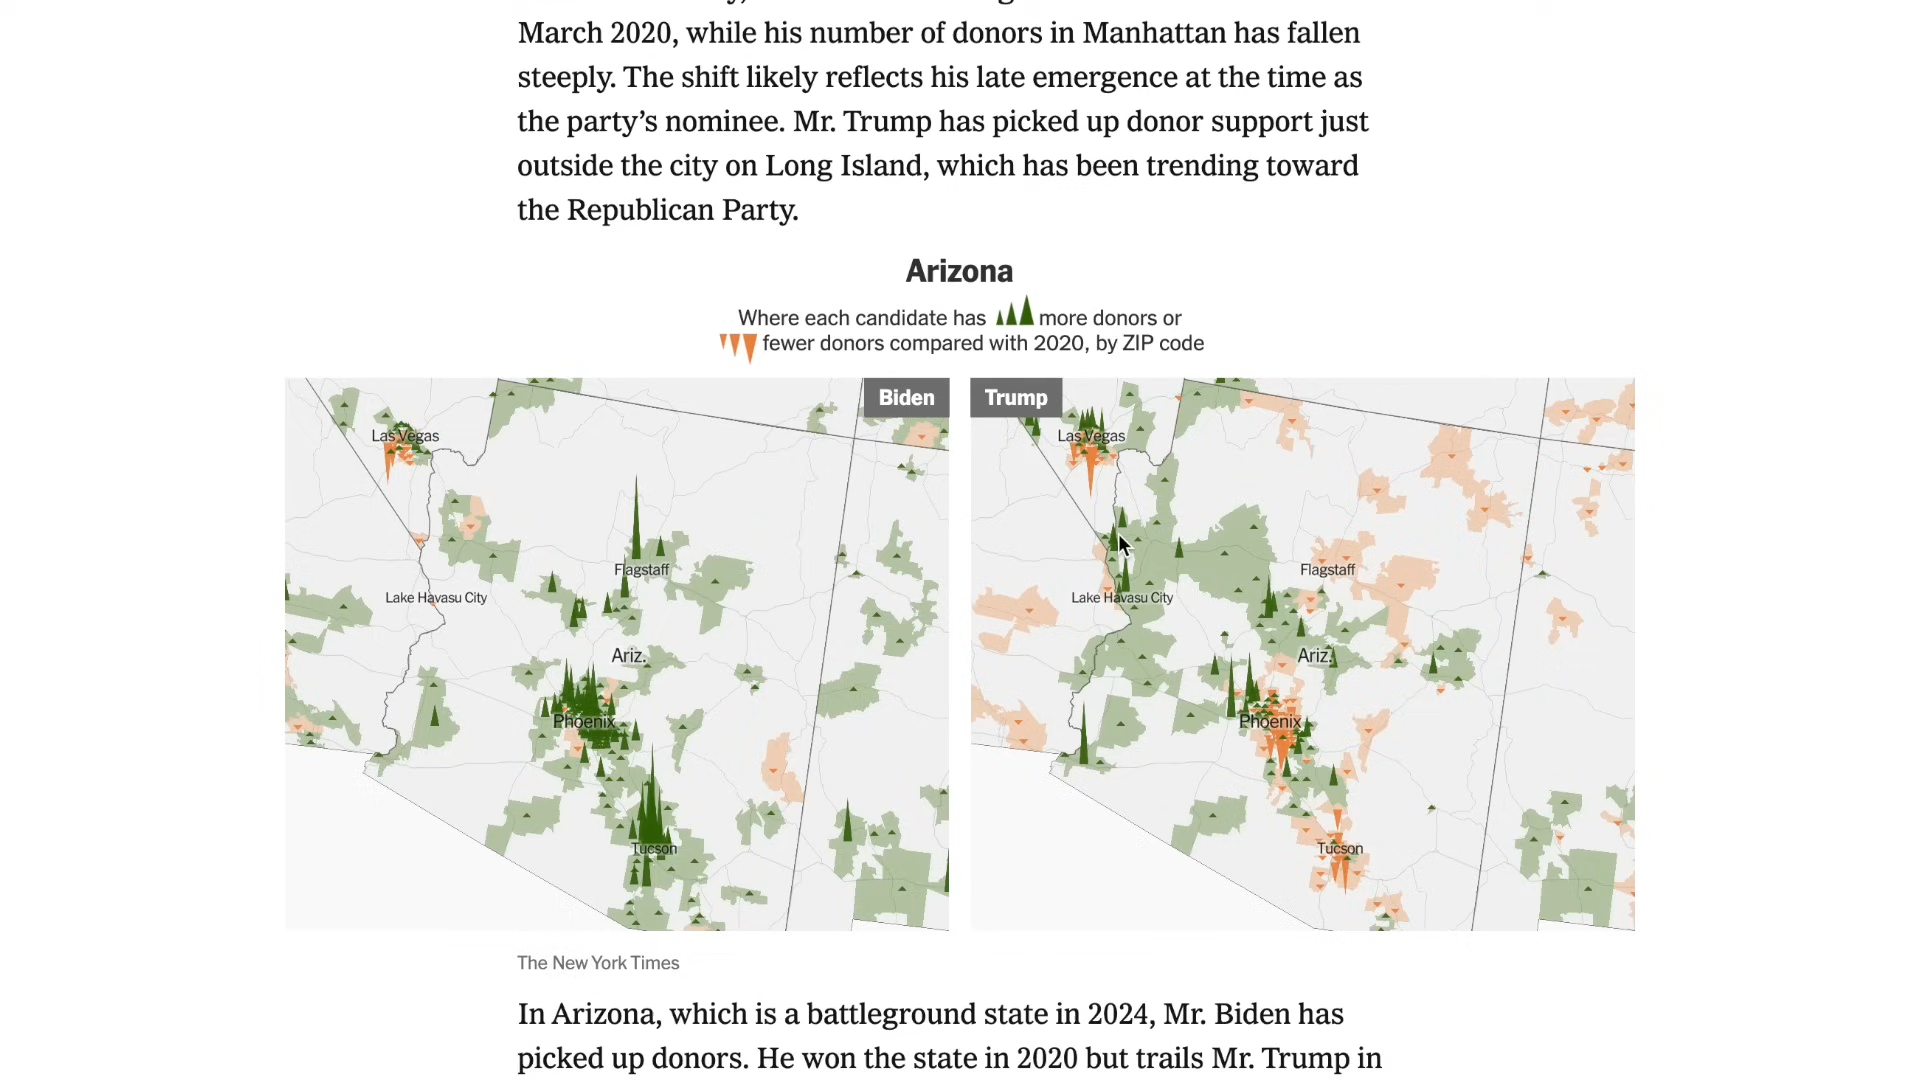 March 2020, while his number of donors in Manhattan has fallen
steeply. The shift likely reflects his late emergence at the time as
the party’s nominee. Mr. Trump has picked up donor support just
outside the city on Long Island, which has been trending toward
the Republican Party.
Arizona
Where each candidate has more donors or
fewer donors compared with 2020, by ZIP code
Biden
Las Vegas
Flagstaff
Lake Havasu City
Ariz.
Phoenix
Tucson
Trump
Las Vegas
Flagstaff
Lake Havasu City
Ariz.
Phoenix
Tucson
The New York Times
In Arizona, which is a battleground state in 2024, Mr. Biden has
picked up donors. He won the state in 2020 but trails Mr. Trump in